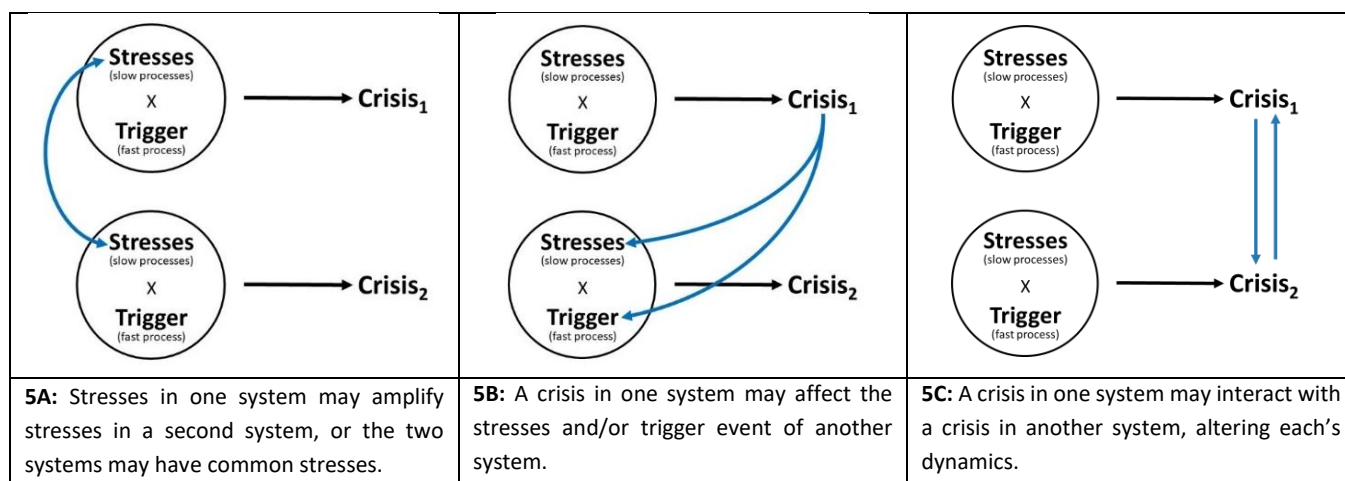 Stresses
(slow processes)
X
Trigger
(fast process)
Crisis₁
Stresses
(slow processes)
X
Trigger
(fast process)
Crisis₂
5A: Stresses in one system may amplify
stresses in a second system, or the two
systems may have common stresses.
Stresses
(slow processes)
X
Trigger
(fast process)
Crisis₁
Stresses
(slow processes)
X
Trigger
(fast process)
Crisis₂
5B: A crisis in one system may affect the
stresses and/or trigger event of another
system.
Stresses
(slow processes)
X
Trigger
(fast process)
Crisis₁
Stresses
(slow processes)
X
Trigger
(fast process)
Crisis₂
5C: A crisis in one system may interact with
a crisis in another system, altering each’s
dynamics.